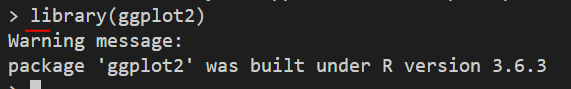 > library(ggplot2)
Warning message:
package 'ggplot2' was built under R version 3.6.3
>